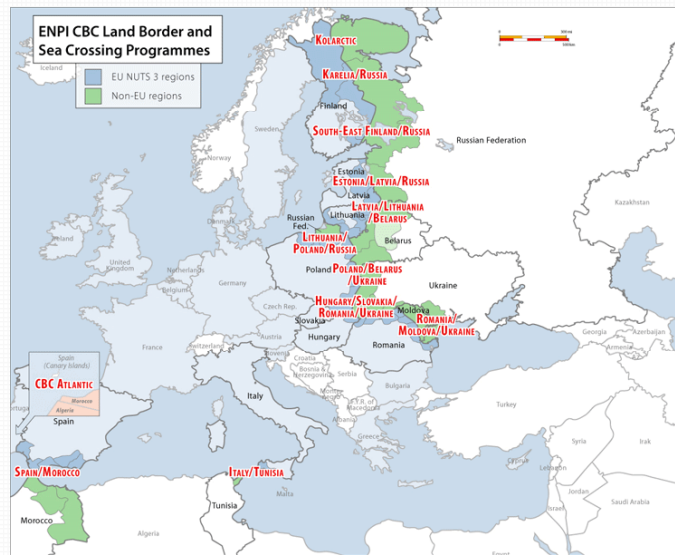 ENPI CBC LAND BORDER AND
SEA CROSSING PROGRAMMES
EU NUTS 3 regions
Non-EU regions
KOLARCTIC
KARELIA/RUSSIA
Iceland
Finland
SOUTH-EAST FINLAND/RUSSIA
Sweden
Norway
Russian Federation
Estonia
ESTONIA/LATVIA/RUSSIA
Latvia
LATVIA/LITHUANIA
/BELARUS
Lithuania
Denmark
Russian
Fed.
Kazakhstan
Ireland
United
Kingdom
LITHUANIA/
POLAND/RUSSIA
Belarus
Netherlands
Belgium
Germany
Poland
POLAND/BELARUS
/UKRAINE
Ukraine
Czech Rep.
HUNGARY/SLOVAKIA/
ROMANIA/UKRAINE
Slovakia
Moldova
ROMANIA/
MOLDOVA/UKRAINE
France
Switzerland
Austria
Hungary
Romania
Slovenia
Croatia
Bosnia &
Herzegovina
Serbia
Georgia
Azerbaijan
Armenia
Spain
(Canary Islands)
CBC ATLANTIC
Morocco
Algeria
Portugal
Spain
Italy
Bulgaria
F.Y.R. of
Macedonia
Albania
Greece
Turkey
SPAIN/MOROCCO
ITALY/TUNISIA
Malta
Cyprus
Syria
Iraq
Lebanon
Jordan
Israel
Saudi Arabia
Morocco
Algeria
Tunisia
Egypt